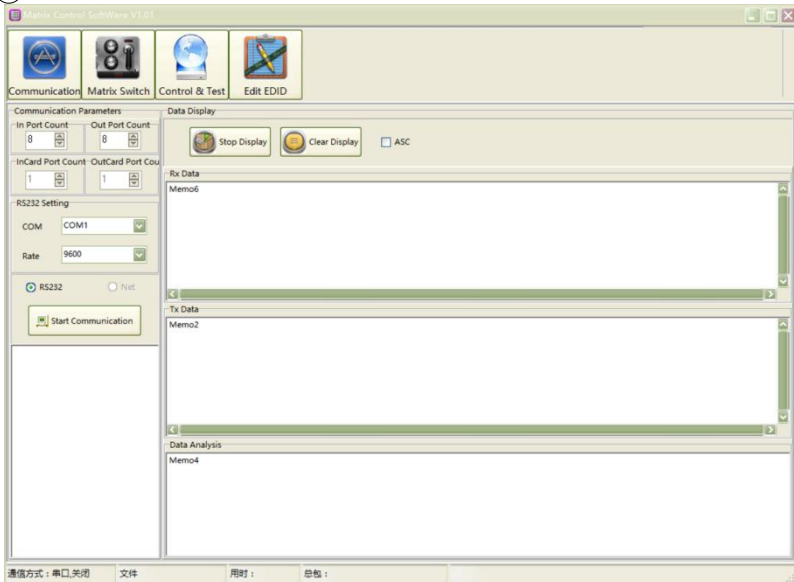 Matrix Control SoftWare V1.01
Communication Matrix Switch Control & Test Edit EDID
Communication Parameters
In Port Count Out Port Count
8 8
InCard Port Count OutCard Port Cou
1 1
RS232 Setting
COM COM1
Rate 9600
RS232 Net
Start Communication
Data Display
Stop Display Clear Display ASC
Rx Data
Memo6
Tx Data
Memo2
Data Analysis
Memo4
通信方式：串口,关闭 文件 用时： 总包：